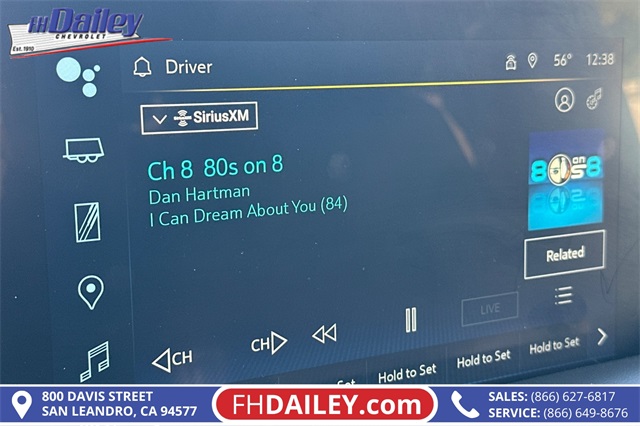 FHDailey
CHEVROLET
Est. 1910
Driver
56° 12:38
SiriusXM
Ch 8 80s on 8
Dan Hartman
I Can Dream About You (84)
80s on 8
Related
LIVE
CH CH
Set Hold to Set Hold to Set Hold to Set
800 DAVIS STREET
SAN LEANDRO, CA 94577
FHDAILEY.com
SALES: (866) 627-6817
SERVICE: (866) 649-8676